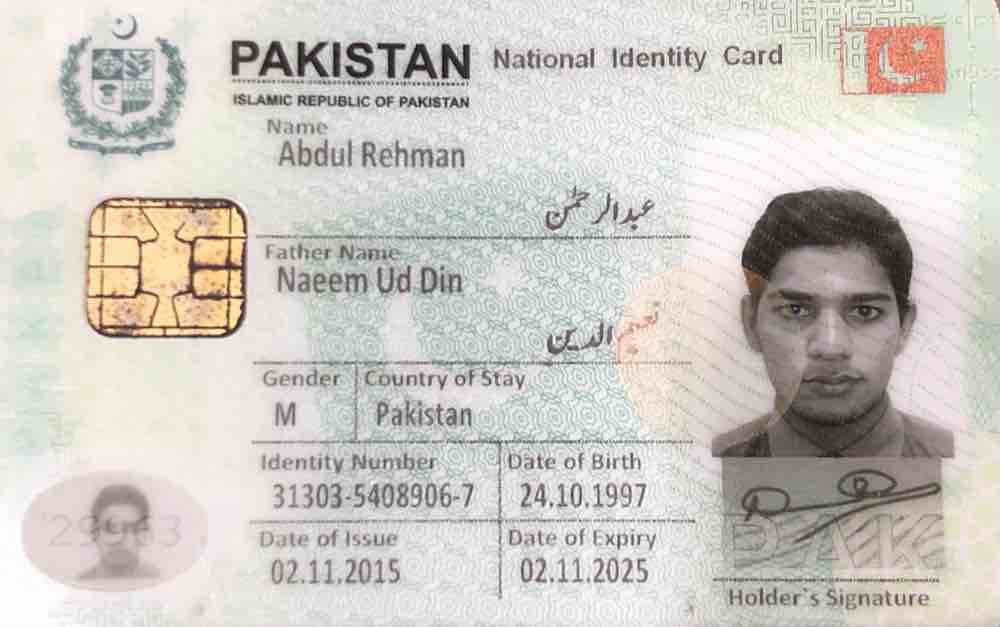 PAKISTAN National Identity Card
ISLAMIC REPUBLIC OF PAKISTAN
Name
Abdul Rehman
عبدالرحمٰن
Father Name
Naeem Ud Din
نعیم الدین
Gender Country of Stay
M Pakistan
Identity Number Date of Birth
31303-5408906-7 24.10.1997
Date of Issue Date of Expiry
02.11.2015 02.11.2025
PAK
Holder`s Signature